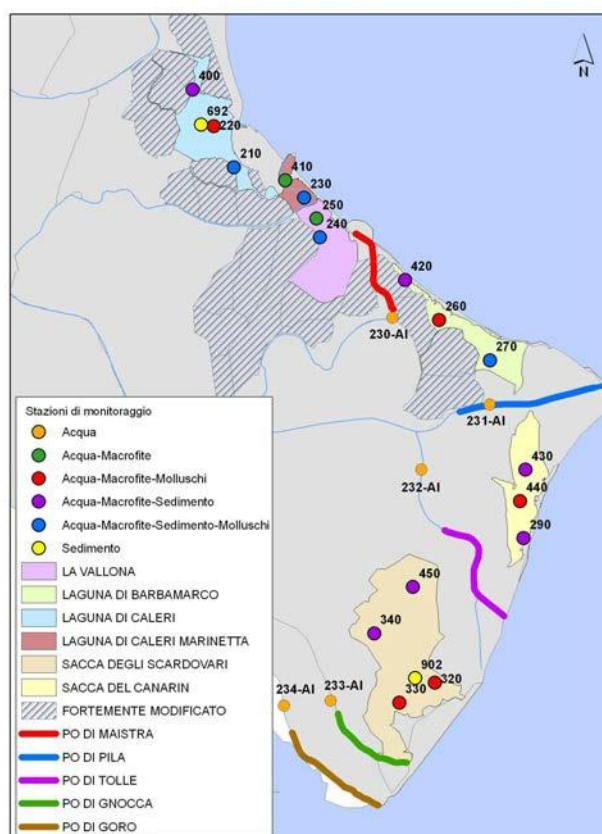 N
400
692
220
210
410
230
250
240
420
260
230-AI
270
231-AI
430
232-AI
440
290
450
340
902
320
330
234-AI
233-AI
Stazioni di monitoraggio
Acqua
Acqua-Macrofite
Acqua-Macrofite-Molluschi
Acqua-Macrofite-Sedimento
Acqua-Macrofite-Sedimento-Molluschi
Sedimento
LA VALLONA
LAGUNA DI BARBAMARCO
LAGUNA DI CALERI
LAGUNA DI CALERI MARINETTA
SACCA DEGLI SCARDOVARI
SACCA DEL CANARIN
FORTEMENTE MODIFICATO
PO DI MAISTRA
PO DI PILA
PO DI TOLLE
PO DI GNOCCA
PO DI GORO